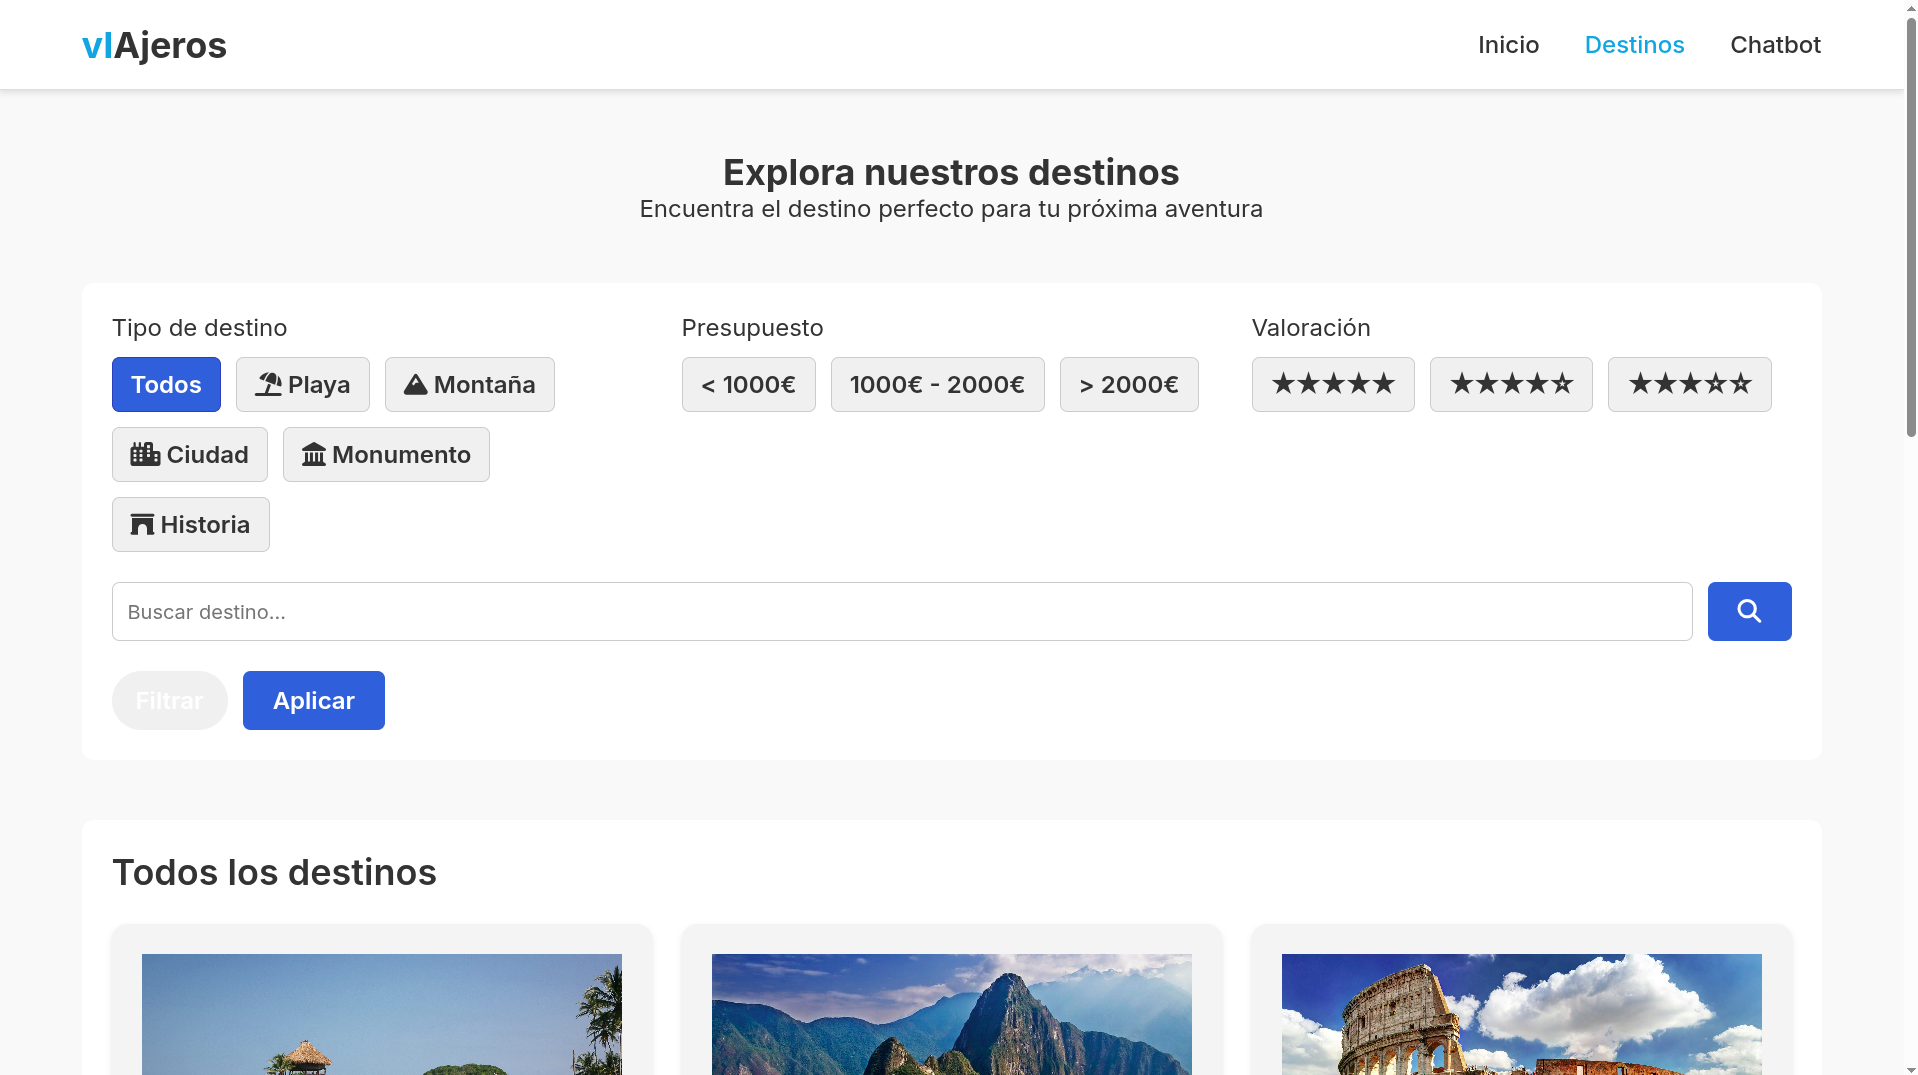 vIAjeros
Inicio
Destinos
Chatbot
Explora nuestros destinos
Encuentra el destino perfecto para tu próxima aventura
Tipo de destino
Todos
Playa
Montaña
Ciudad
Monumento
Historia
Presupuesto
< 1000€
1000€ - 2000€
> 2000€
Valoración
★★★★★
★★★★☆
★★★☆☆
Buscar destino...
Filtrar
Aplicar
Todos los destinos